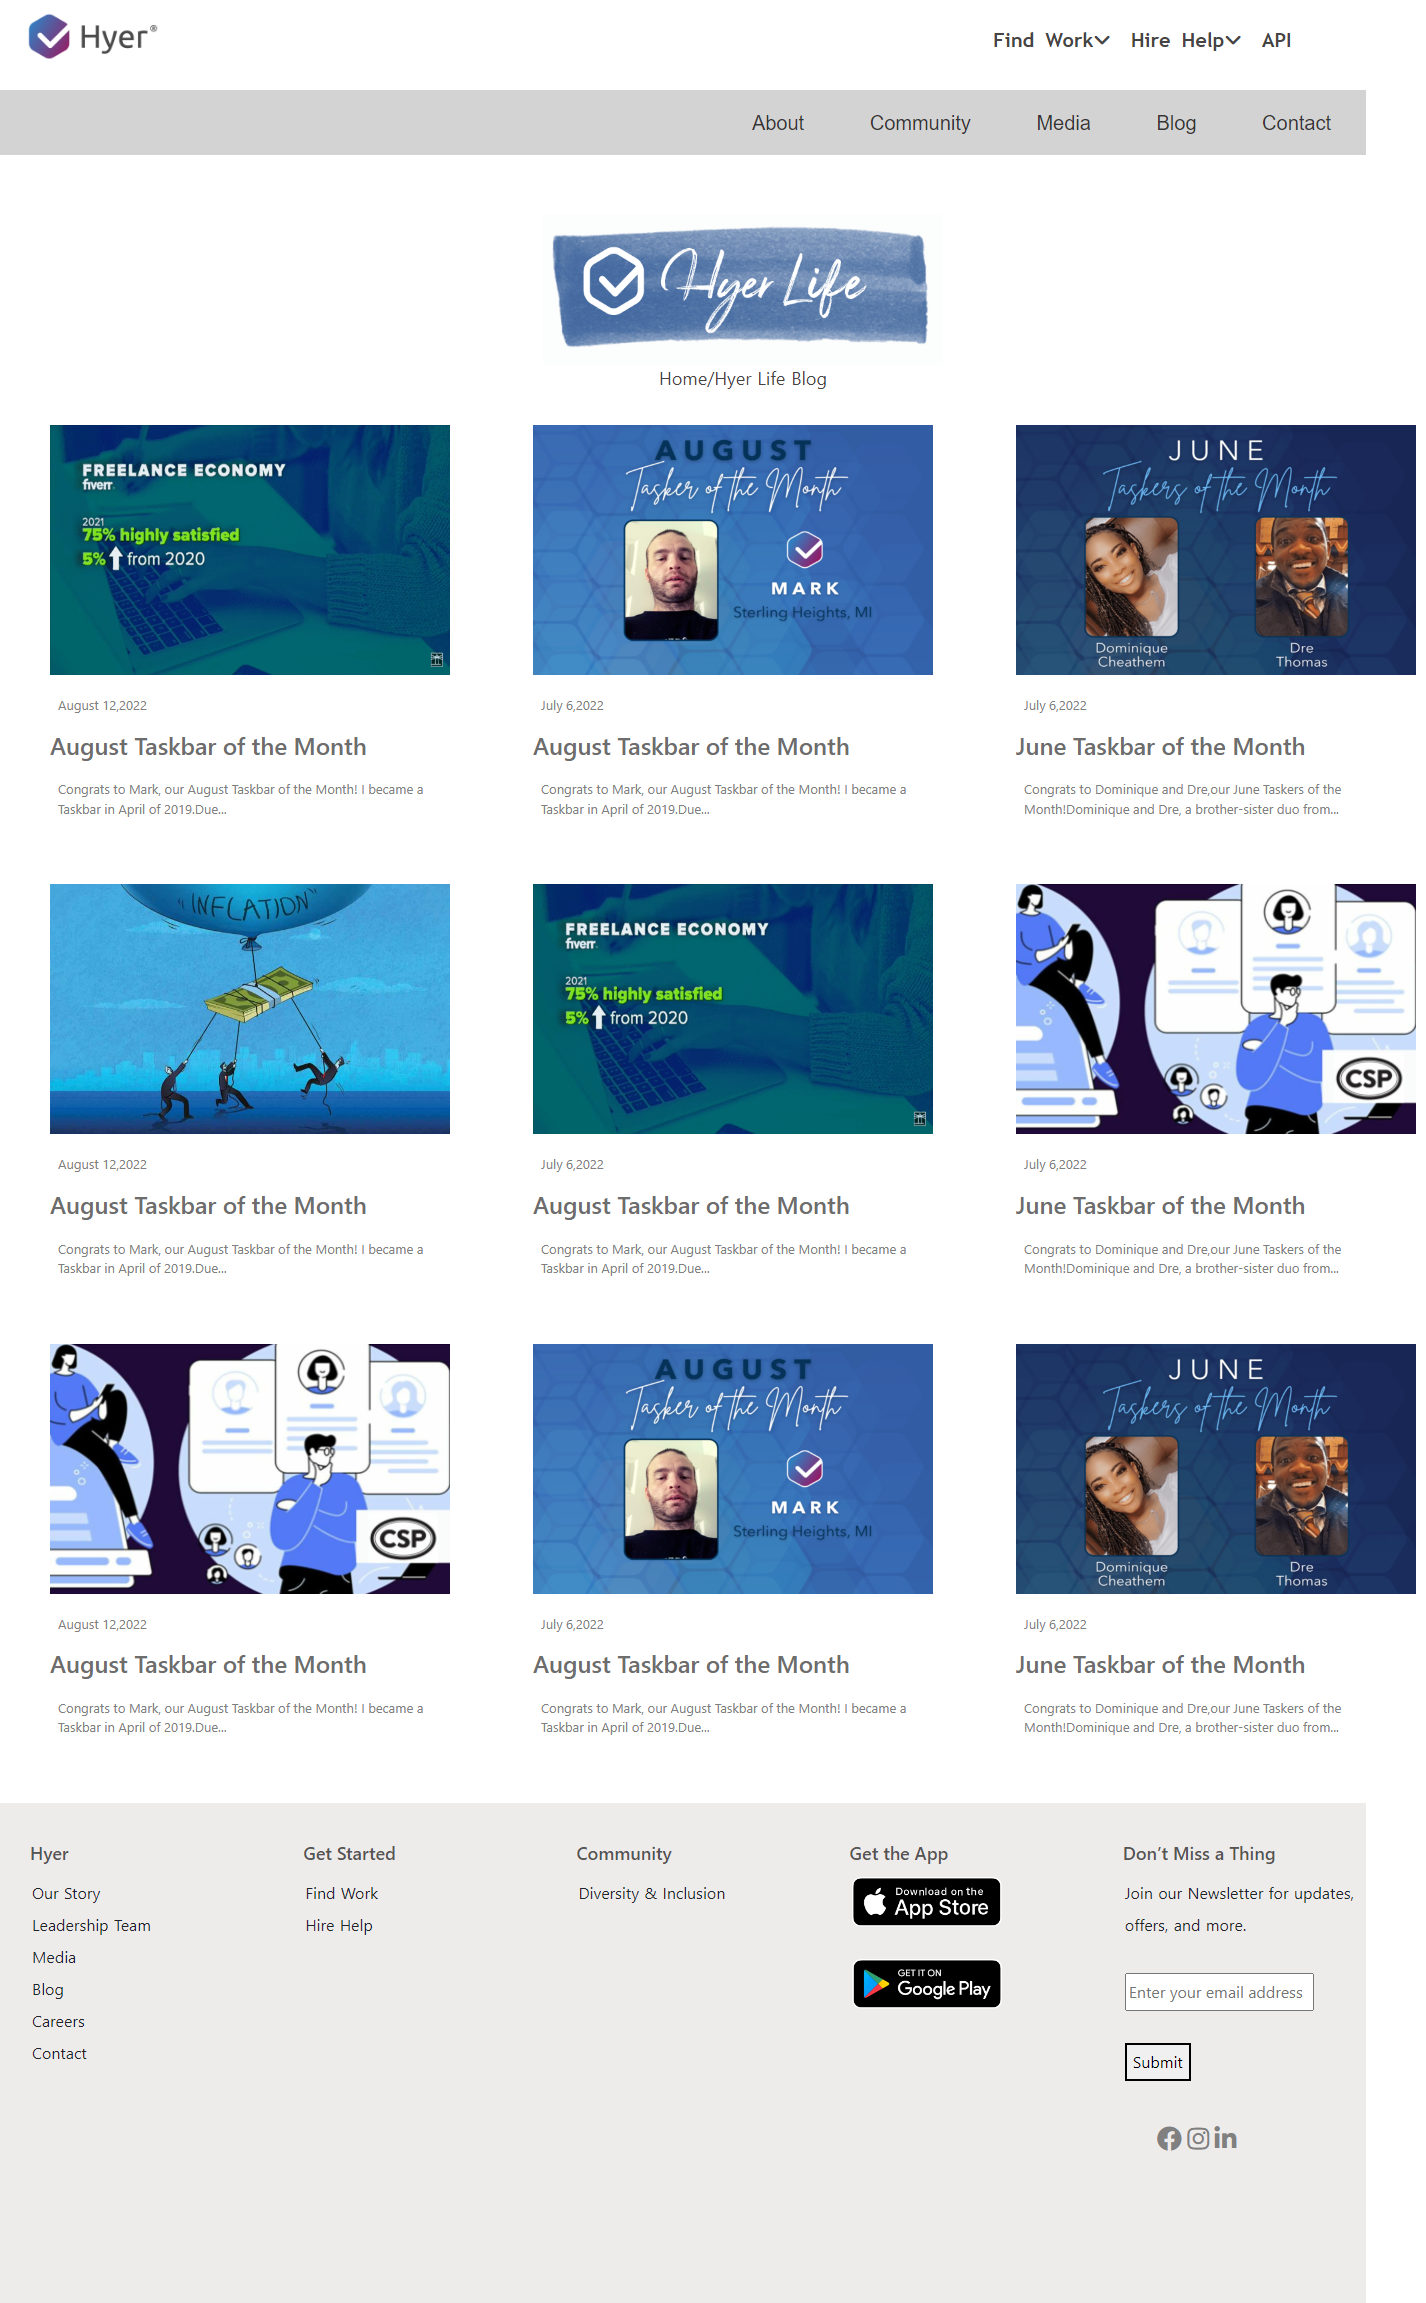 Hyer®
Find Work Hire Help API
About Community Media Blog Contact
Hyer Life
Home/Hyer Life Blog
FREELANCE ECONOMY
fiverr.
2021
75% highly satisfied
5% from 2020
AUGUST
Tasker of the Month
MARK
Sterling Heights, MI
JUNE
Taskers of the Month
Dominique
Cheathem
Dre
Thomas
August 12,2022
August Taskbar of the Month
Congrats to Mark, our August Taskbar of the Month! I became a
Taskbar in April of 2019.Due...
July 6,2022
August Taskbar of the Month
Congrats to Mark, our August Taskbar of the Month! I became a
Taskbar in April of 2019.Due...
July 6,2022
June Taskbar of the Month
Congrats to Dominique and Dre,our June Taskers of the
Month!Dominique and Dre, a brother-sister duo from...
"INFLATION"
FREELANCE ECONOMY
fiverr.
2021
75% highly satisfied
5% from 2020
CSP
August 12,2022
August Taskbar of the Month
Congrats to Mark, our August Taskbar of the Month! I became a
Taskbar in April of 2019.Due...
July 6,2022
August Taskbar of the Month
Congrats to Mark, our August Taskbar of the Month! I became a
Taskbar in April of 2019.Due...
July 6,2022
June Taskbar of the Month
Congrats to Dominique and Dre,our June Taskers of the
Month!Dominique and Dre, a brother-sister duo from...
CSP
AUGUST
Tasker of the Month
MARK
Sterling Heights, MI
JUNE
Taskers of the Month
Dominique
Cheathem
Dre
Thomas
August 12,2022
August Taskbar of the Month
Congrats to Mark, our August Taskbar of the Month! I became a
Taskbar in April of 2019.Due...
July 6,2022
August Taskbar of the Month
Congrats to Mark, our August Taskbar of the Month! I became a
Taskbar in April of 2019.Due...
July 6,2022
June Taskbar of the Month
Congrats to Dominique and Dre,our June Taskers of the
Month!Dominique and Dre, a brother-sister duo from...
Hyer
Our Story
Leadership Team
Media
Blog
Careers
Contact
Get Started
Find Work
Hire Help
Community
Diversity & Inclusion
Get the App
Download on the
App Store
GET IT ON
Google Play
Don't Miss a Thing
Join our Newsletter for updates,
offers, and more.
Enter your email address
Submit